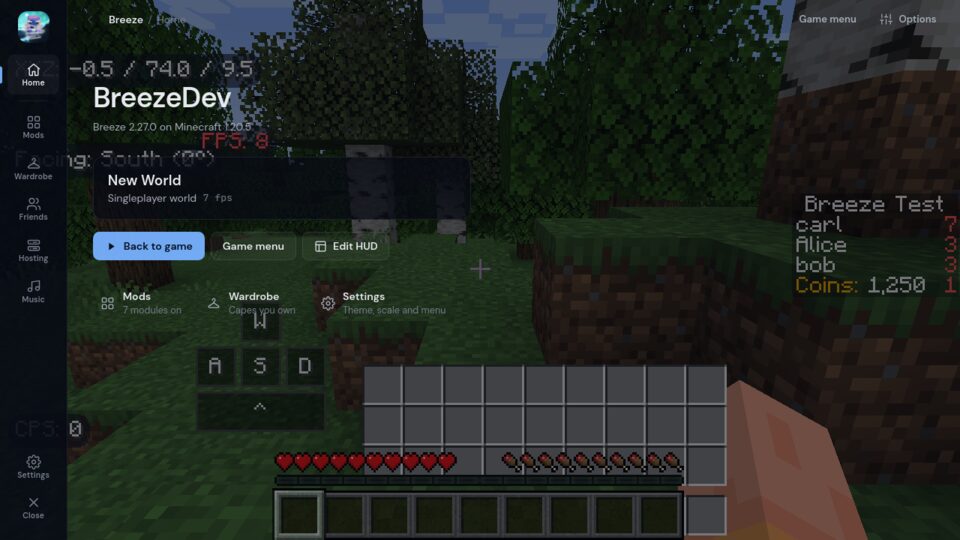 Breeze / Home
Game menu
Options
Home
-0.5 / 74.0 / 9.5
BreezeDev
Breeze 2.27.0 on Minecraft 1.20.5
FPS: 8
Mods
Facing: South (0°)
Wardrobe
New World
Singleplayer world 7 fps
Friends
Breeze Test
carl 7
Alice 3
bob 3
Coins: 1,250 1
Hosting
Back to game
Game menu
Edit HUD
Music
Mods
7 modules on
Wardrobe
Capes you own
Settings
Theme, scale and menu
W
A S D
^
CPS: 0
Settings
Close